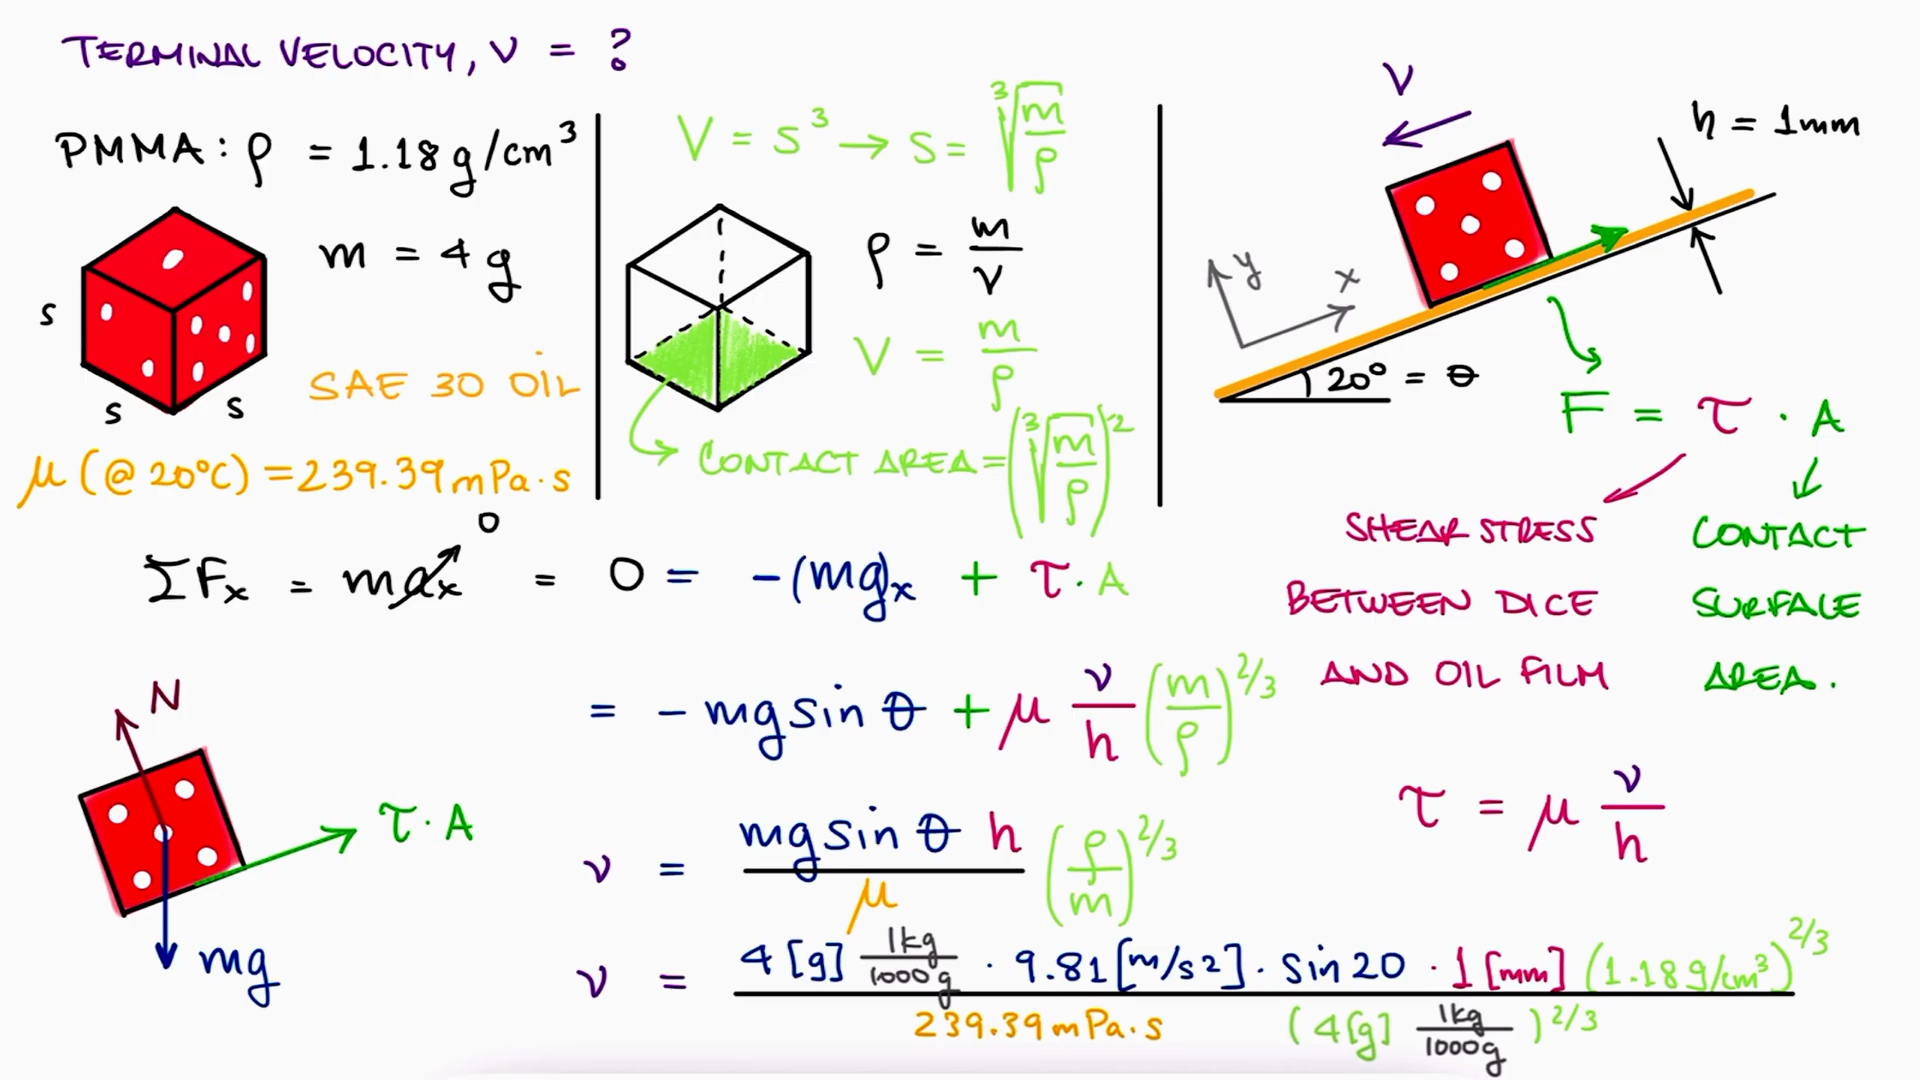 TERMINAL VELOCITY, v = ?
PMMA: ρ = 1.18 g/cm³
m = 4 g
s
s s
SAE 30 OIL
μ (@ 20°C) = 239.39 mPa·s
V = s³ → s = ∛(m/ρ)
ρ = m/V
V = m/ρ
CONTACT AREA = (∛(m/ρ))²
v
h = 1mm
y
x
20° = θ
F = τ · A
SHEAR STRESS
BETWEEN DICE
AND OIL FILM
CONTACT
SURFACE
AREA.
τ = μ v/h
ΣFx = max 0 = 0 = -(mg)x + τ·A
= - mg sin θ + μ v/h (m/ρ)^2/3
N
τ·A
mg
v = mg sin θ h / μ (ρ/m)^2/3
v = 4 [g] 1kg/1000g · 9.81 [m/s2] · sin 20 · 1 [mm] (1.18 g/cm³)^2/3
239.39 mPa·s (4[g] 1kg/1000g)^2/3